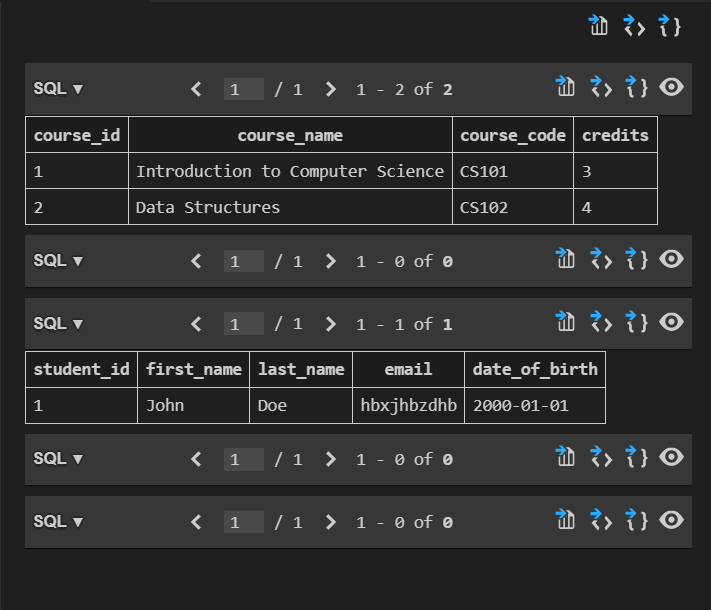 SQL ▼ 1 / 1 1 - 2 of 2
course_id course_name course_code credits
1 Introduction to Computer Science CS101 3
2 Data Structures CS102 4
SQL ▼ 1 / 1 1 - 0 of 0
SQL ▼ 1 / 1 1 - 1 of 1
student_id first_name last_name email date_of_birth
1 John Doe hbxjhbzdhb 2000-01-01
SQL ▼ 1 / 1 1 - 0 of 0
SQL ▼ 1 / 1 1 - 0 of 0